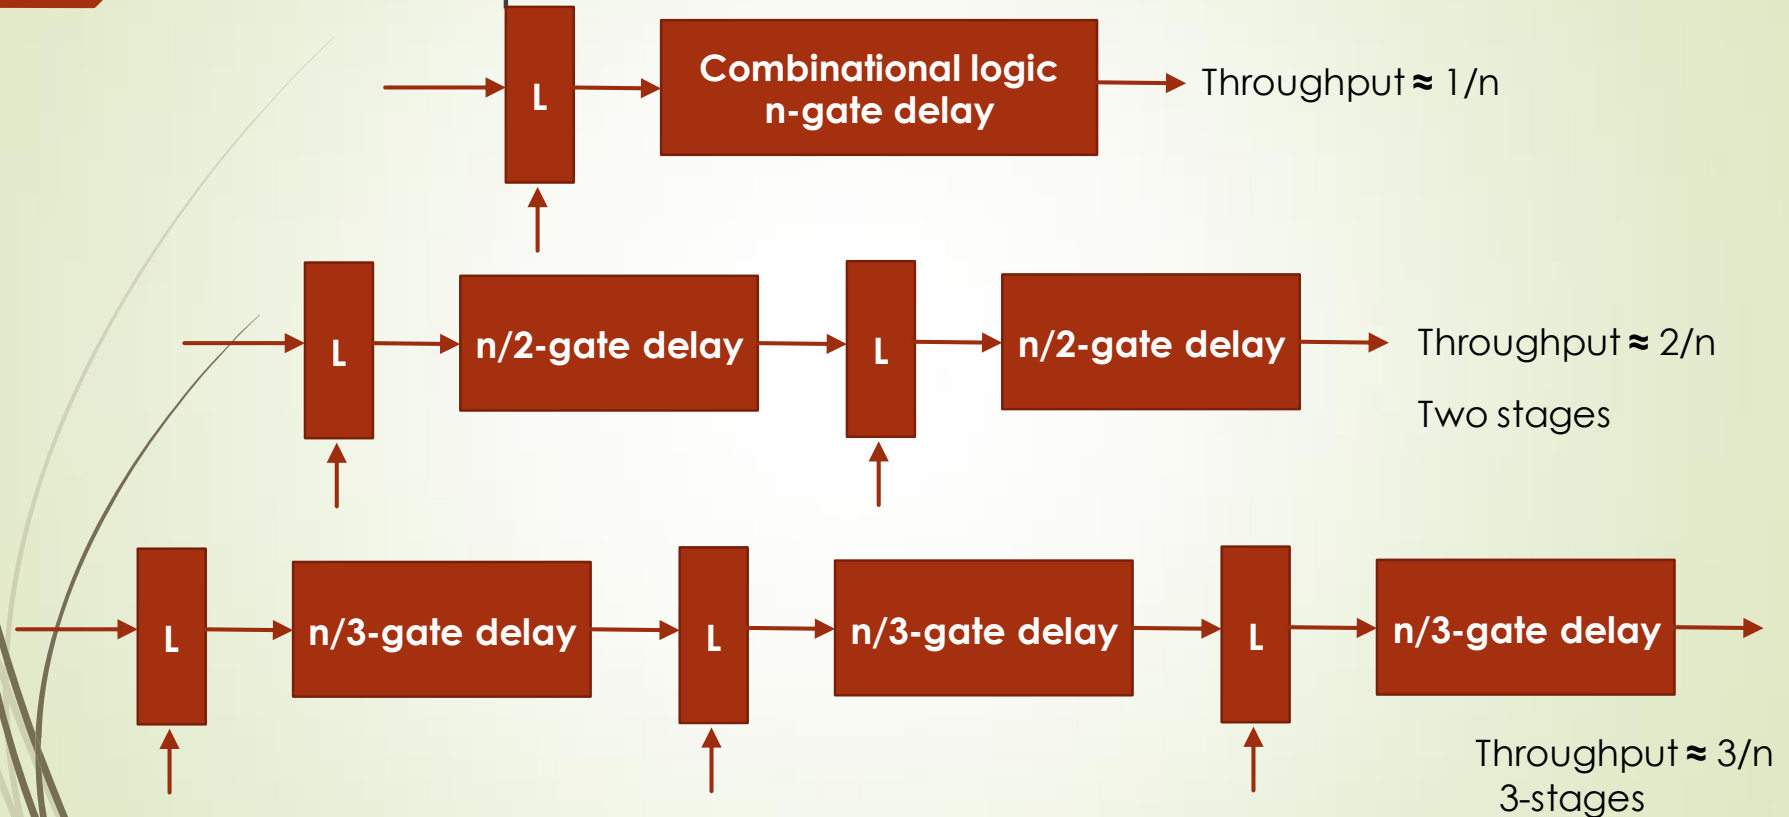 L
Combinational logic
n-gate delay
Throughput ≈ 1/n
L
n/2-gate delay
L
n/2-gate delay
Throughput ≈ 2/n
Two stages
L
n/3-gate delay
L
n/3-gate delay
L
n/3-gate delay
Throughput ≈ 3/n
3-stages